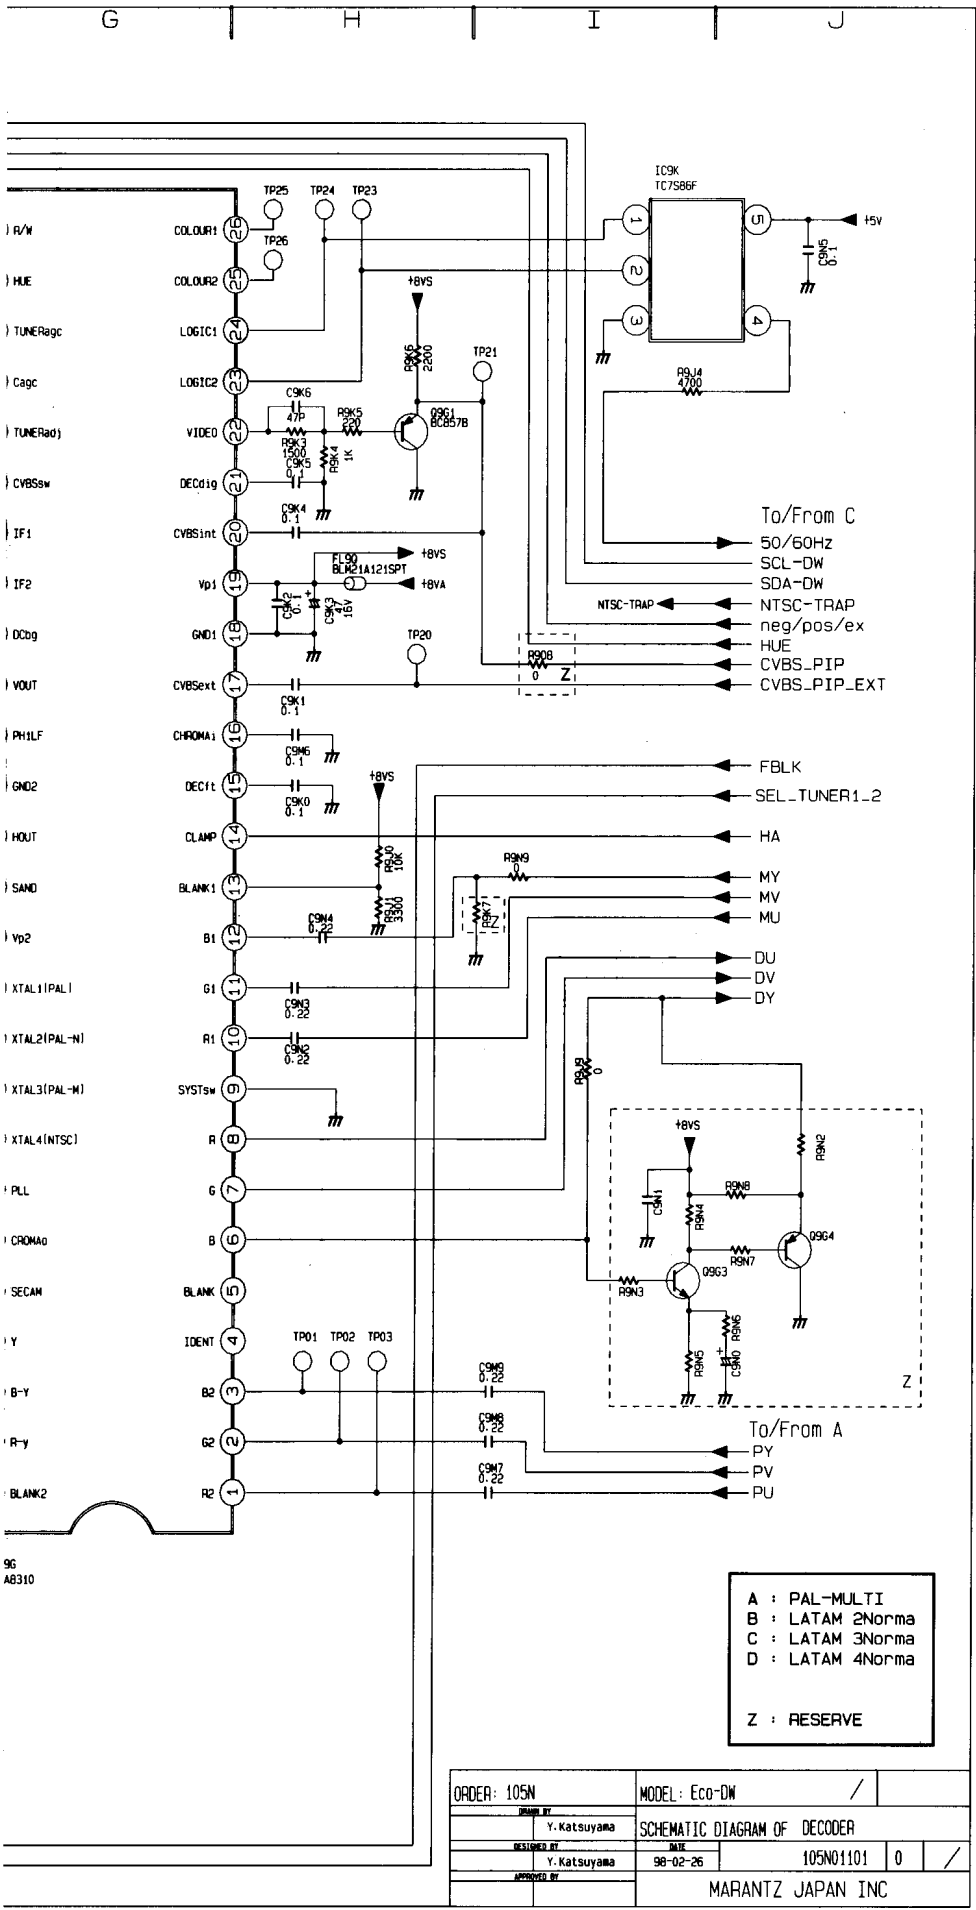 G H I J
IC9K
TC7S86F
TP25 TP24 TP23
R/W COLOUR1 26
1 5 +5V
C9N5
0.1
TP26
HUE COLOUR2 25
+8VS
2
TUNERagc LOGIC1 24
R9K6
2200
3 4
TP21
Cagc LOGIC2 23
R9J4
4700
C9K6
47P
R9K5
220
Q9G1
BC857B
TUNERadj VIDEO 22
R9K3
1500
R9K4
1K
C9K5
0.1
CVBSsw DECdig 21
C9K4
0.1
To/From C
IF1 CVBSint 20
50/60Hz
+8VS
FL90
BLM21A121SPT
SCL-DW
IF2 Vp1 19
+8VA
SDA-DW
C9K2
0.1
C9K3
47
16V
+
NTSC-TRAP NTSC-TRAP
neg/pos/ex
DCbg GND1 18
TP20
HUE
R908
0 Z
CVBS_PIP
VOUT CVBSext 17
CVBS_PIP_EXT
C9K1
0.1
PH1LF CHROMAi 16
C9M6
0.1
FBLK
GND2 DECft 15
+8VS
SEL_TUNER1_2
C9K0
0.1
HOUT CLAMP 14
HA
R9J0
10K
R9N9
0
SAND BLANK1 13
MY
R9J1
3300
MV
R9K7
Z
C9N4
0.22
MU
Vp2 B1 12
DU
DV
XTAL1(PAL) G1 11
DY
C9N3
0.22
XTAL2(PAL-N) R1 10
C9N2
0.22
R9J9
0
XTAL3(PAL-M) SYSTsw 9
+8VS
XTAL4(NTSC) R 8
R9N2
C9N1
R9N8
PLL G 7
R9N4
CROMAo B 6
Q9G4
R9N7
Q9G3
R9N3
SECAM BLANK 5
R9N6
Y IDENT 4
TP01 TP02 TP03
R9N5
+
C9N0
C9M9
0.22
Z
B-Y B2 3
To/From A
C9M8
0.22
R-y G2 2
PY
C9M7
0.22
PV
BLANK2 R2 1
PU
9G
A8310
A : PAL-MULTI
B : LATAM 2Norma
C : LATAM 3Norma
D : LATAM 4Norma
Z : RESERVE
ORDER: 105N MODEL: Eco-DW /
DRAWN BY
Y.Katsuyama
SCHEMATIC DIAGRAM OF DECODER
DESIGNED BY
Y.Katsuyama
DATE
98-02-26 105N01101 0 /
APPROVED BY
MARANTZ JAPAN INC